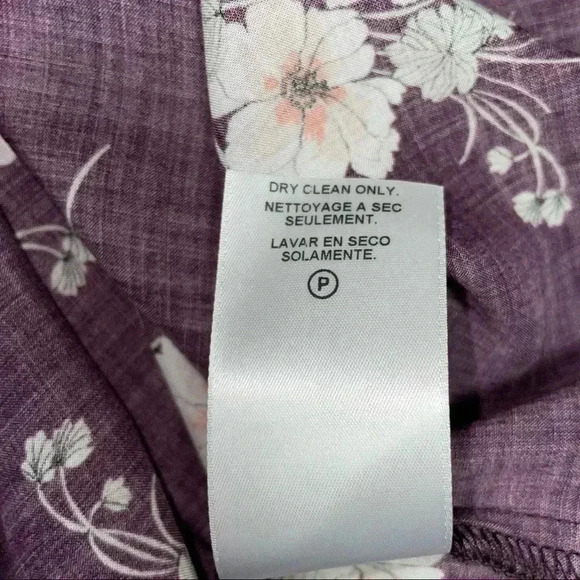 DRY CLEAN ONLY.
NETTOYAGE A SEC
SEULEMENT.
LAVAR EN SECO
SOLAMENTE.
P